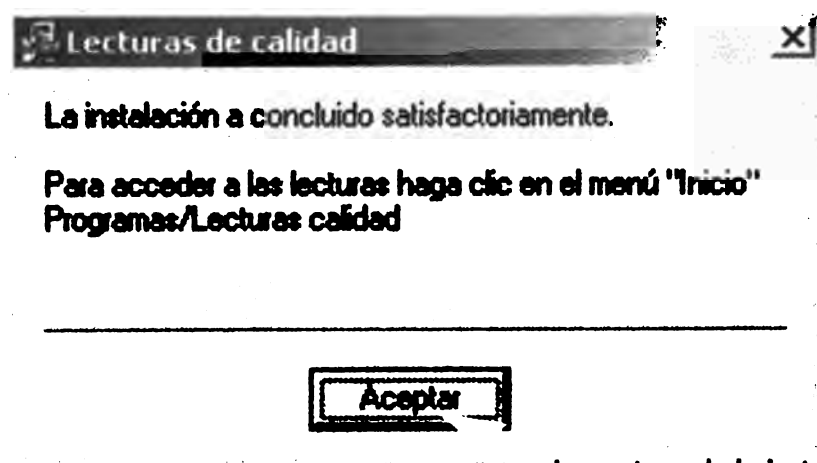 Lecturas de calidad
La instalación a concluido satisfactoriamente.
Para acceder a las lecturas haga clic en el menú "Inicio"
Programas/Lecturas calidad
Aceptar